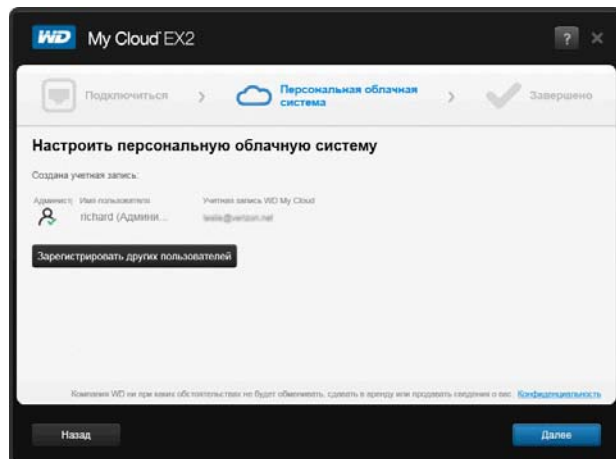 WD My Cloud EX2
?
Подключиться
Персональная облачная
система
Завершено
Настроить персональную облачную систему
Создана учетная запись:
Админист| Имя пользователя Учетная запись WD My Cloud
richard (Админи... @verizon.net
Зарегистрировать других пользователей
Компания WD ни при каких обстоятельствах не будет обменивать, сдавать в аренду или продавать сведения о вас. Конфиденциальность
Назад
Далее